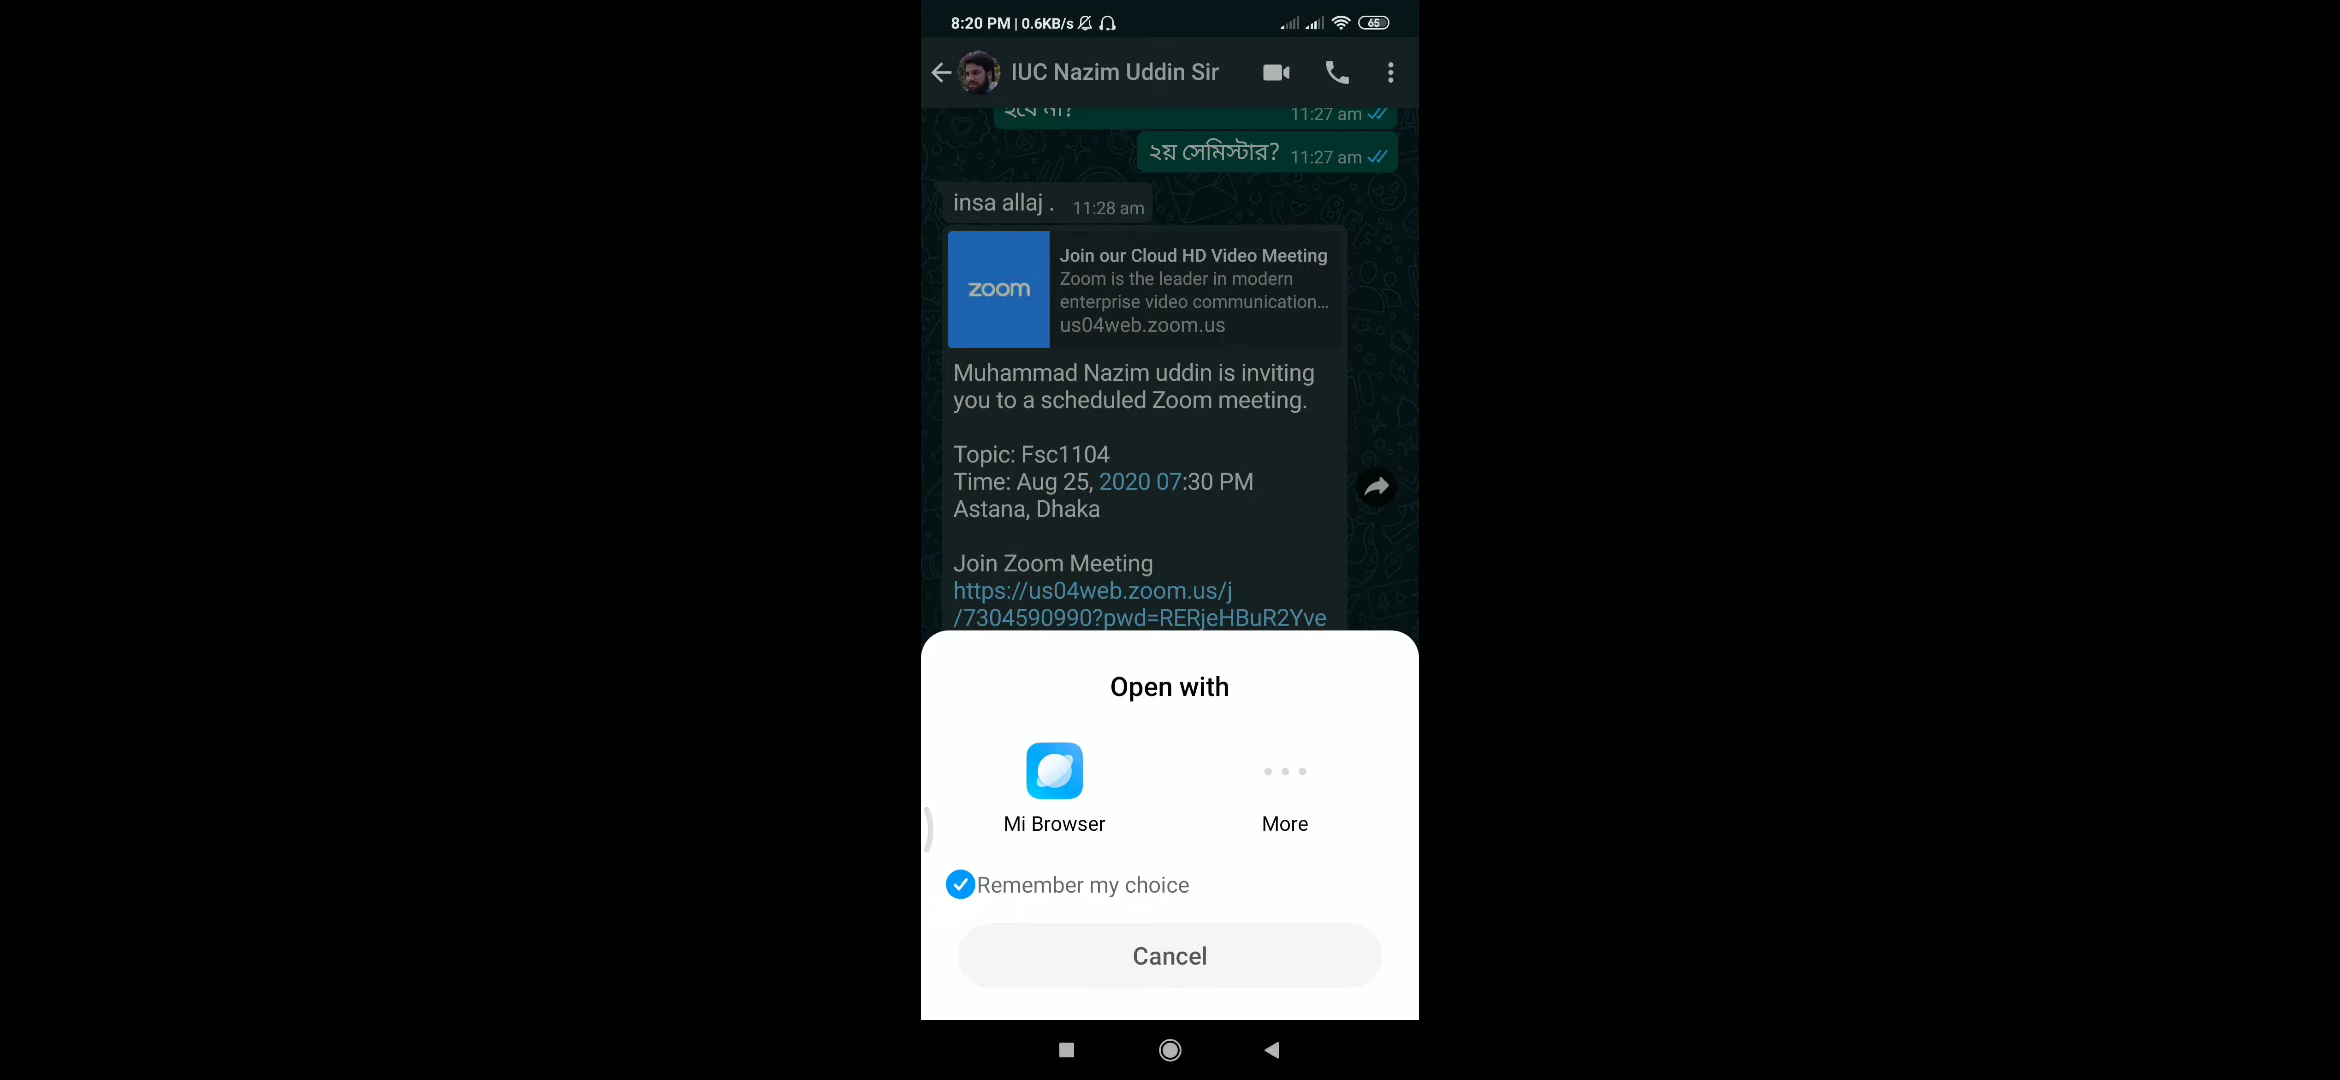 8:20 PM | 0.6KB/s
65
IUC Nazim Uddin Sir
হবে না?
11:27 am
২য় সেমিস্টার? 11:27 am
insa allaj . 11:28 am
zoom
Join our Cloud HD Video Meeting
Zoom is the leader in modern
enterprise video communication...
us04web.zoom.us
Muhammad Nazim uddin is inviting
you to a scheduled Zoom meeting.
Topic: Fsc1104
Time: Aug 25, 2020 07:30 PM
Astana, Dhaka
Join Zoom Meeting
https://us04web.zoom.us/j
/7304590990?pwd=RERjeHBuR2Yve
Open with
Mi Browser
More
Remember my choice
Cancel